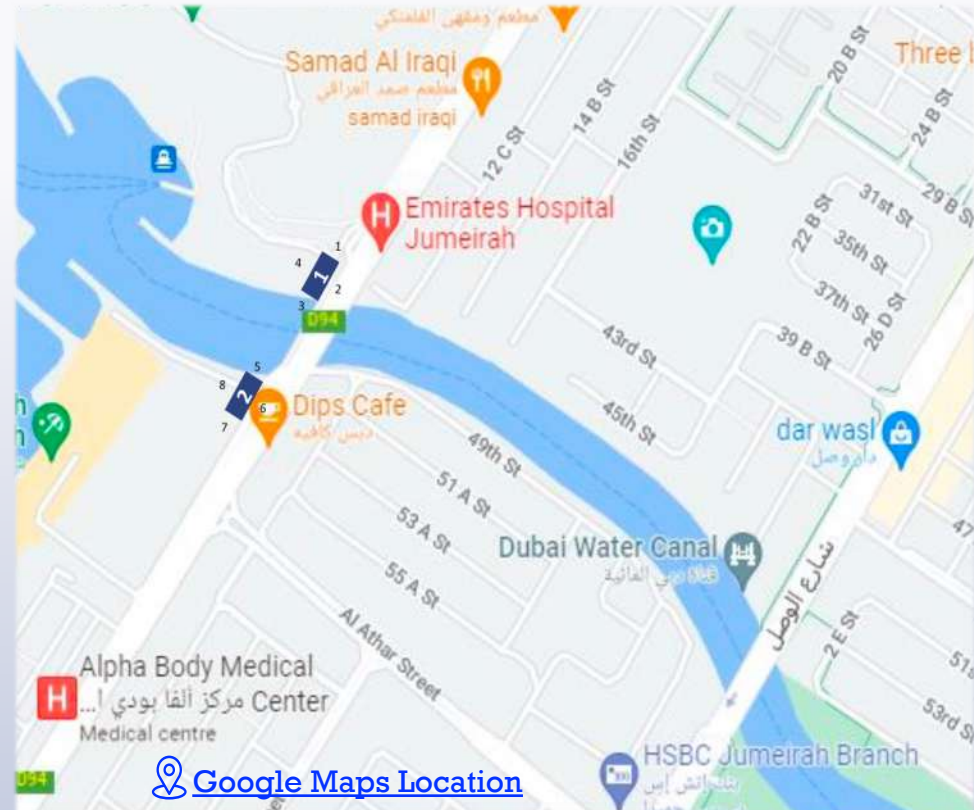 مطعم ومقهى الفلمنكي
Samad Al Iraqi
مطعم صمد العراقي
samad iraqi
Three
20 B St
14 B St
24 B St
16th St
12 C St
29 B St
31st St
22 B St
35th St
Emirates Hospital
Jumeirah
1
4
1
2
3
D94
37th St
26 D St
43rd St
39 B St
5
8
2
6
7
Dips Cafe
دبس كافيه
45th St
dar wasl
دار وصل
49th St
51 A St
53 A St
47
Dubai Water Canal
قناة دبي المائية
شارع الوصل
55 A St
2 E St
Al Athar Street
51
Alpha Body Medical
مركز ألفا بودي ا... Center
Medical centre
53rd St
HSBC Jumeirah Branch
D94
Google Maps Location